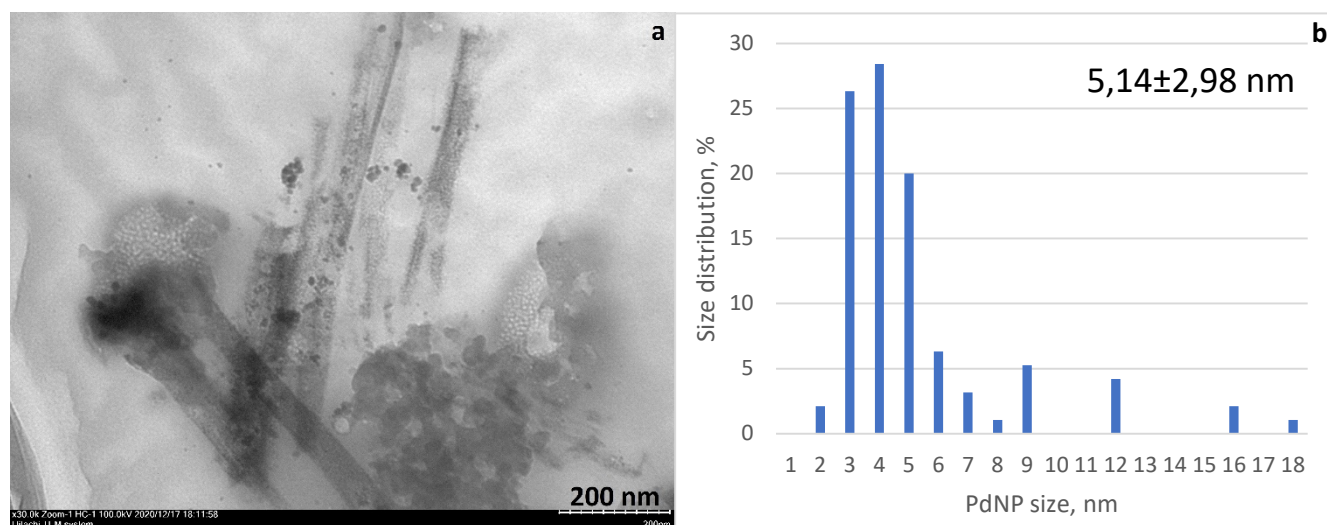 a
200 nm
x30.0k Zoom-1 HC-1 100.0kV 2020/12/17 18:11:58
200nm
b
5,14±2,98 nm
Size distribution, %
30
25
20
15
10
5
0
1 2 3 4 5 6 7 8 9 10 11 12 13 14 15 16 17 18
PdNP size, nm